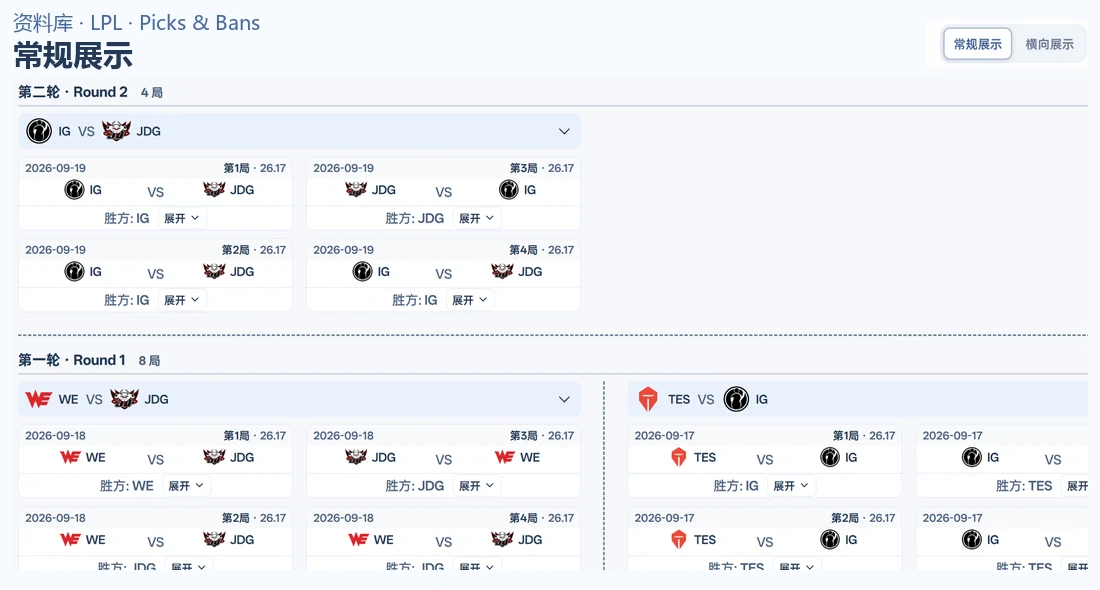 资料库 · LPL · Picks & Bans
常规展示
常规展示 横向展示
第二轮 · Round 2 4 局
IG VS JDG
2026-09-19 第1局 · 26.17
IG VS JDG
胜方: IG 展开
2026-09-19 第3局 · 26.17
JDG VS IG
胜方: JDG 展开
2026-09-19 第2局 · 26.17
IG VS JDG
胜方: IG 展开
2026-09-19 第4局 · 26.17
IG VS JDG
胜方: IG 展开
第一轮 · Round 1 8 局
WE VS JDG
2026-09-18 第1局 · 26.17
WE VS JDG
胜方: WE 展开
2026-09-18 第3局 · 26.17
JDG VS WE
胜方: JDG 展开
2026-09-18 第2局 · 26.17
WE VS JDG
胜方: JDG 展开
2026-09-18 第4局 · 26.17
WE VS JDG
胜方: JDG 展开
TES VS IG
2026-09-17 第1局 · 26.17
TES VS IG
胜方: IG 展开
2026-09-17
IG VS
胜方: TES 展开
2026-09-17 第2局 · 26.17
TES VS IG
胜方: TES 展开
2026-09-17
IG VS
胜方: TES 展开